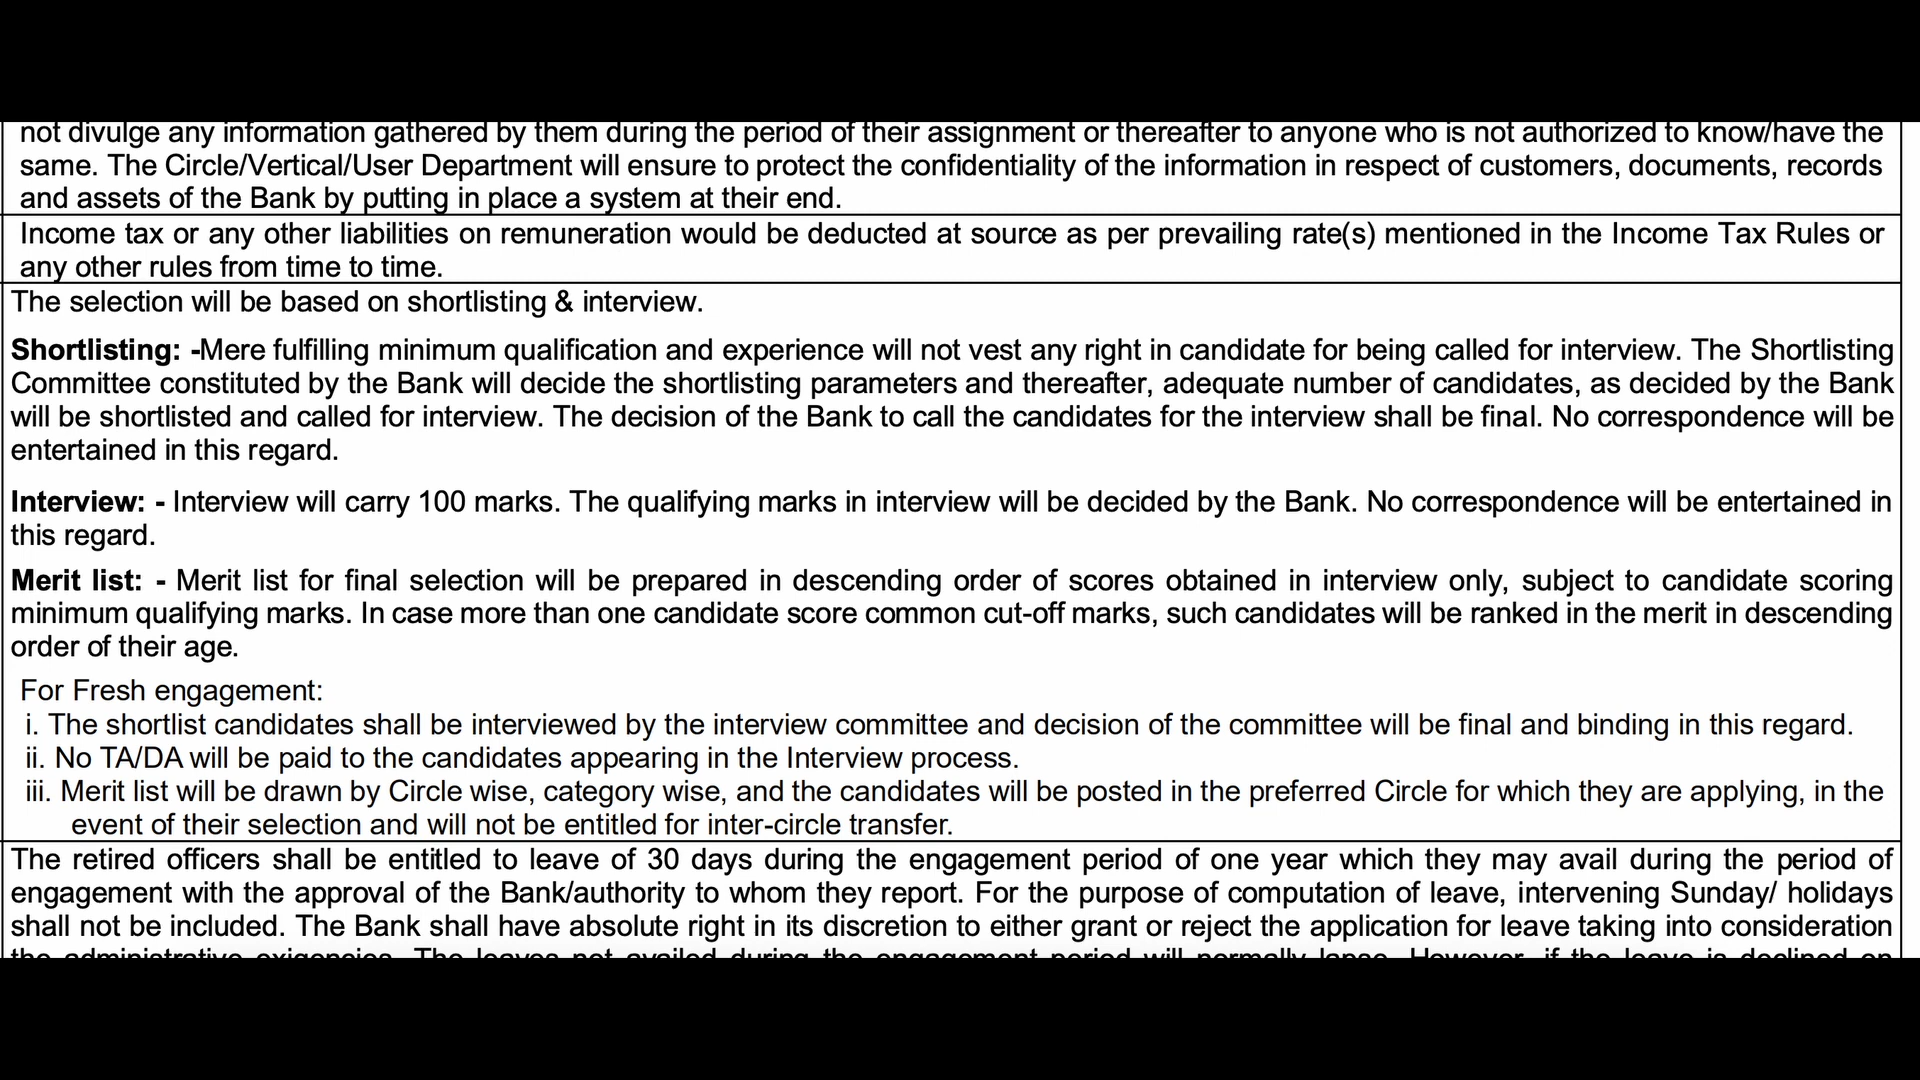 not divulge any information gathered by them during the period of their assignment or thereafter to anyone who is not authorized to know/have the
same. The Circle/Vertical/User Department will ensure to protect the confidentiality of the information in respect of customers, documents, records
and assets of the Bank by putting in place a system at their end.
Income tax or any other liabilities on remuneration would be deducted at source as per prevailing rate(s) mentioned in the Income Tax Rules or
any other rules from time to time.
The selection will be based on shortlisting & interview.
Shortlisting: -Mere fulfilling minimum qualification and experience will not vest any right in candidate for being called for interview. The Shortlisting
Committee constituted by the Bank will decide the shortlisting parameters and thereafter, adequate number of candidates, as decided by the Bank
will be shortlisted and called for interview. The decision of the Bank to call the candidates for the interview shall be final. No correspondence will be
entertained in this regard.
Interview: - Interview will carry 100 marks. The qualifying marks in interview will be decided by the Bank. No correspondence will be entertained in
this regard.
Merit list: - Merit list for final selection will be prepared in descending order of scores obtained in interview only, subject to candidate scoring
minimum qualifying marks. In case more than one candidate score common cut-off marks, such candidates will be ranked in the merit in descending
order of their age.
For Fresh engagement:
i. The shortlist candidates shall be interviewed by the interview committee and decision of the committee will be final and binding in this regard.
ii. No TA/DA will be paid to the candidates appearing in the Interview process.
iii. Merit list will be drawn by Circle wise, category wise, and the candidates will be posted in the preferred Circle for which they are applying, in the
event of their selection and will not be entitled for inter-circle transfer.
The retired officers shall be entitled to leave of 30 days during the engagement period of one year which they may avail during the period of
engagement with the approval of the Bank/authority to whom they report. For the purpose of computation of leave, intervening Sunday/ holidays
shall not be included. The Bank shall have absolute right in its discretion to either grant or reject the application for leave taking into consideration
the administrative exigencies. The leaves not availed during the engagement period will normally lapse. However, if the leave is declined on